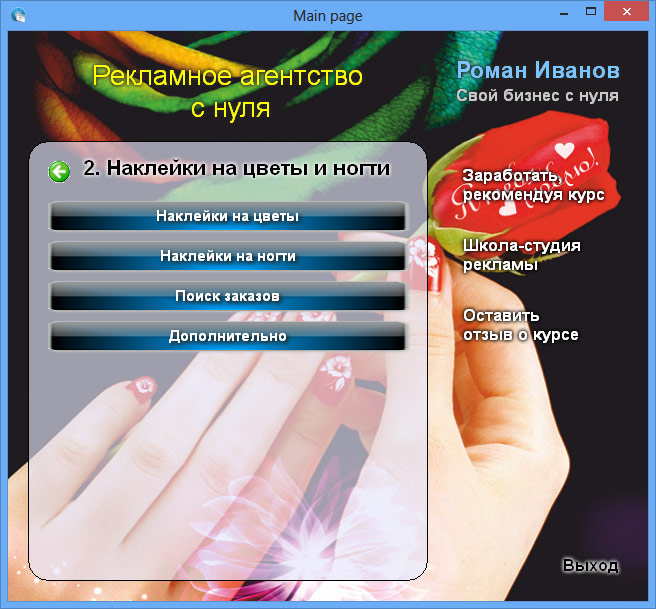 Main page
Рекламное агентство
с нуля
Роман Иванов
Свой бизнес с нуля
2. Наклейки на цветы и ногти
Наклейки на цветы
Наклейки на ногти
Поиск заказов
Дополнительно
Заработать,
рекомендуя курс
Школа-студия
рекламы
Оставить
отзыв о курсе
Выход